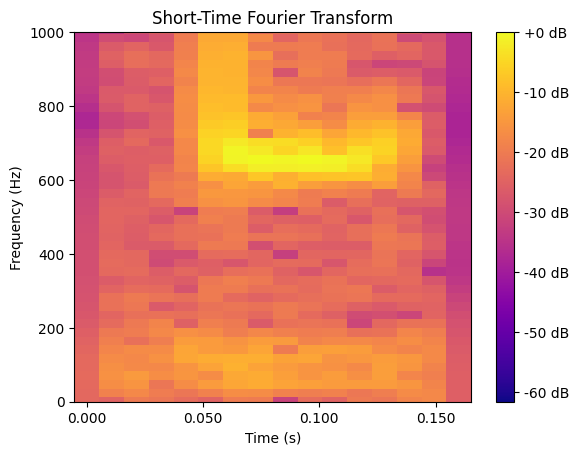 Short-Time Fourier Transform
1000
800
600
400
200
0
Frequency (Hz)
0.000
0.050
0.100
0.150
Time (s)
+0 dB
-10 dB
-20 dB
-30 dB
-40 dB
-50 dB
-60 dB